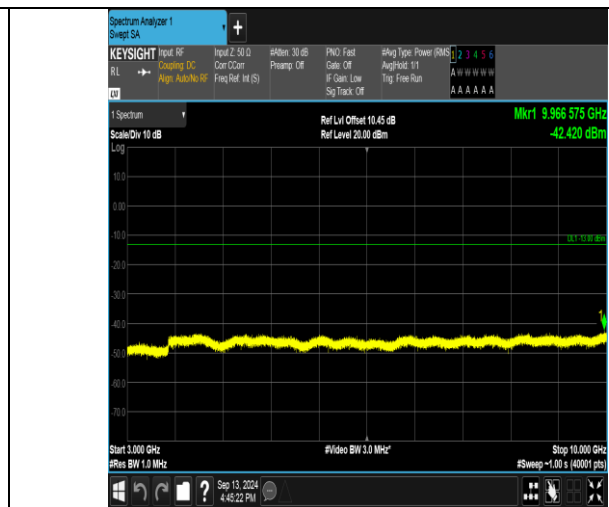 Spectrum Analyzer 1
Swept SA
+
KEYSIGHT Input: RF Input Z: 50 Ω #Atten: 30 dB PNO: Fast #Avg Type: Power (RMS 1 2 3 4 5 6
RL Coupling: DC Corr CCorr Preamp: Off Gate: Off Avg|Hold: 1/1 A W W W W W
Align: Auto/No RF Freq Ref: Int (S) IF Gain: Low Trig: Free Run
Sig Track: Off A A A A A A
LXI
1 Spectrum Ref Lvl Offset 10.45 dB Mkr1 9.966 575 GHz
Scale/Div 10 dB Ref Level 20.00 dBm -42.420 dBm
Log
10.0
0.00
-10.0
DL1 -13.00 dBm
-20.0
-30.0
1
-40.0
-50.0
-60.0
-70.0
Start 3.000 GHz #Video BW 3.0 MHz* Stop 10.000 GHz
#Res BW 1.0 MHz #Sweep ~1.00 s (40001 pts)
? Sep 13, 2024
4:45:22 PM